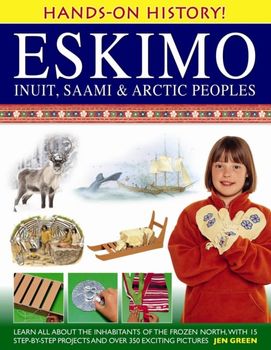 HANDS-ON HISTORY!
ESKIMO
INUIT, SAAMI & ARCTIC PEOPLES
LEARN ALL ABOUT THE INHABITANTS OF THE FROZEN NORTH, WITH 15
STEP-BY-STEP PROJECTS AND OVER 350 EXCITING PICTURES JEN GREEN